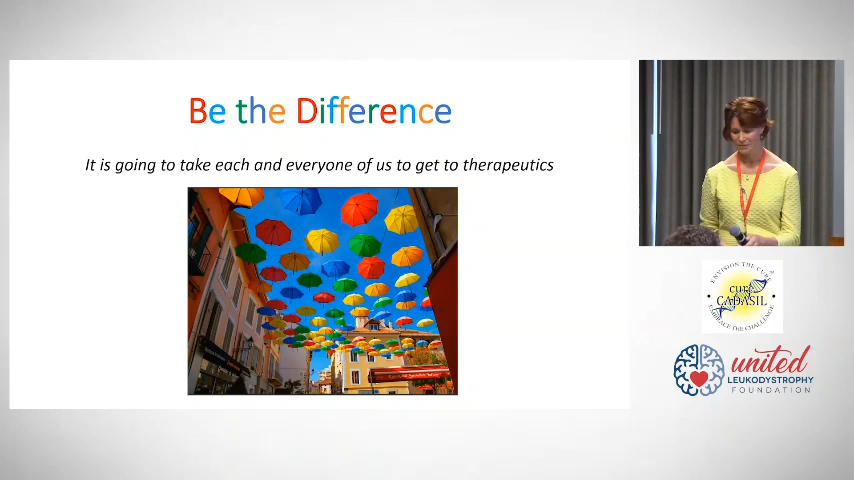 Be the Difference
It is going to take each and everyone of us to get to therapeutics
ENVISION THE CURE
CURE
CADASIL
EMBRACE THE CHALLENGE
united
LEUKODYSTROPHY
FOUNDATION